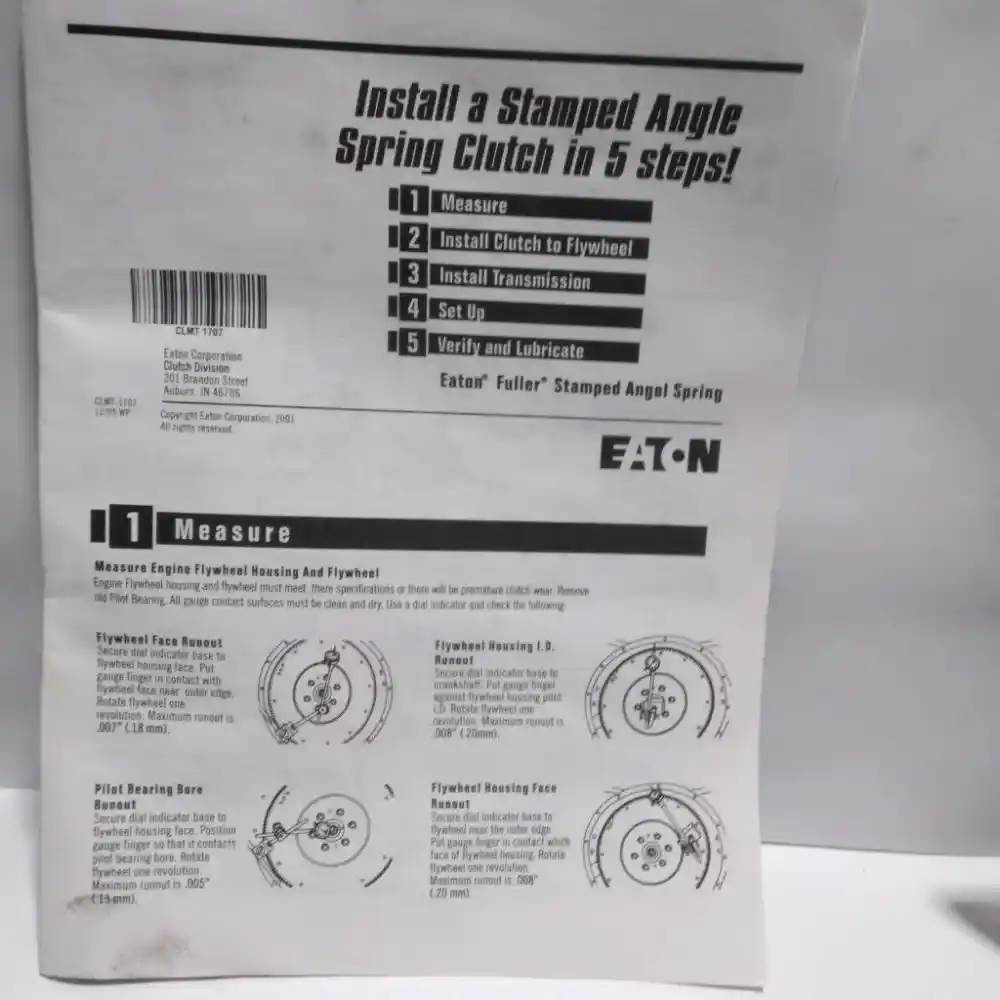 Install a Stamped Angle
Spring Clutch in 5 steps!
1 Measure
2 Install Clutch to Flywheel
3 Install Transmission
4 Set Up
5 Verify and Lubricate
Eaton® Fuller® Stamped Angel Spring
CLMT 1707
Eaton Corporation
Clutch Division
201 Brandon Street
Auburn, IN 46706
CLMT-1707
WP
Copyright Eaton Corporation, 2001
All rights reserved.
EATON
1 Measure
Measure Engine Flywheel Housing And Flywheel
Engine Flywheel housing and flywheel must meet these specifications or there will be premature clutch wear. Remove
old Pilot Bearing. All gauge contact surfaces must be clean and dry. Use a dial indicator and check the following:
Flywheel Face Runout
Secure dial indicator base to
flywheel housing face. Put
gauge finger in contact with
flywheel face near outer edge.
Rotate flywheel one
revolution. Maximum runout is
.007" (.18 mm).
Flywheel Housing I.D.
Runout
Secure dial indicator base to
crankshaft. Put gauge finger
against flywheel housing pilot
I.D. Rotate flywheel one
revolution. Maximum runout is
.008" (.20mm).
Pilot Bearing Bore
Runout
Secure dial indicator base to
flywheel housing face. Position
gauge finger so that it contacts
pilot bearing bore. Rotate
flywheel one revolution.
Maximum runout is .005"
(.13 mm).
Flywheel Housing Face
Runout
Secure dial indicator base to
flywheel near the outer edge.
Put gauge finger in contact with
face of flywheel housing. Rotate
flywheel one revolution.
Maximum runout is .008"
(.20 mm).